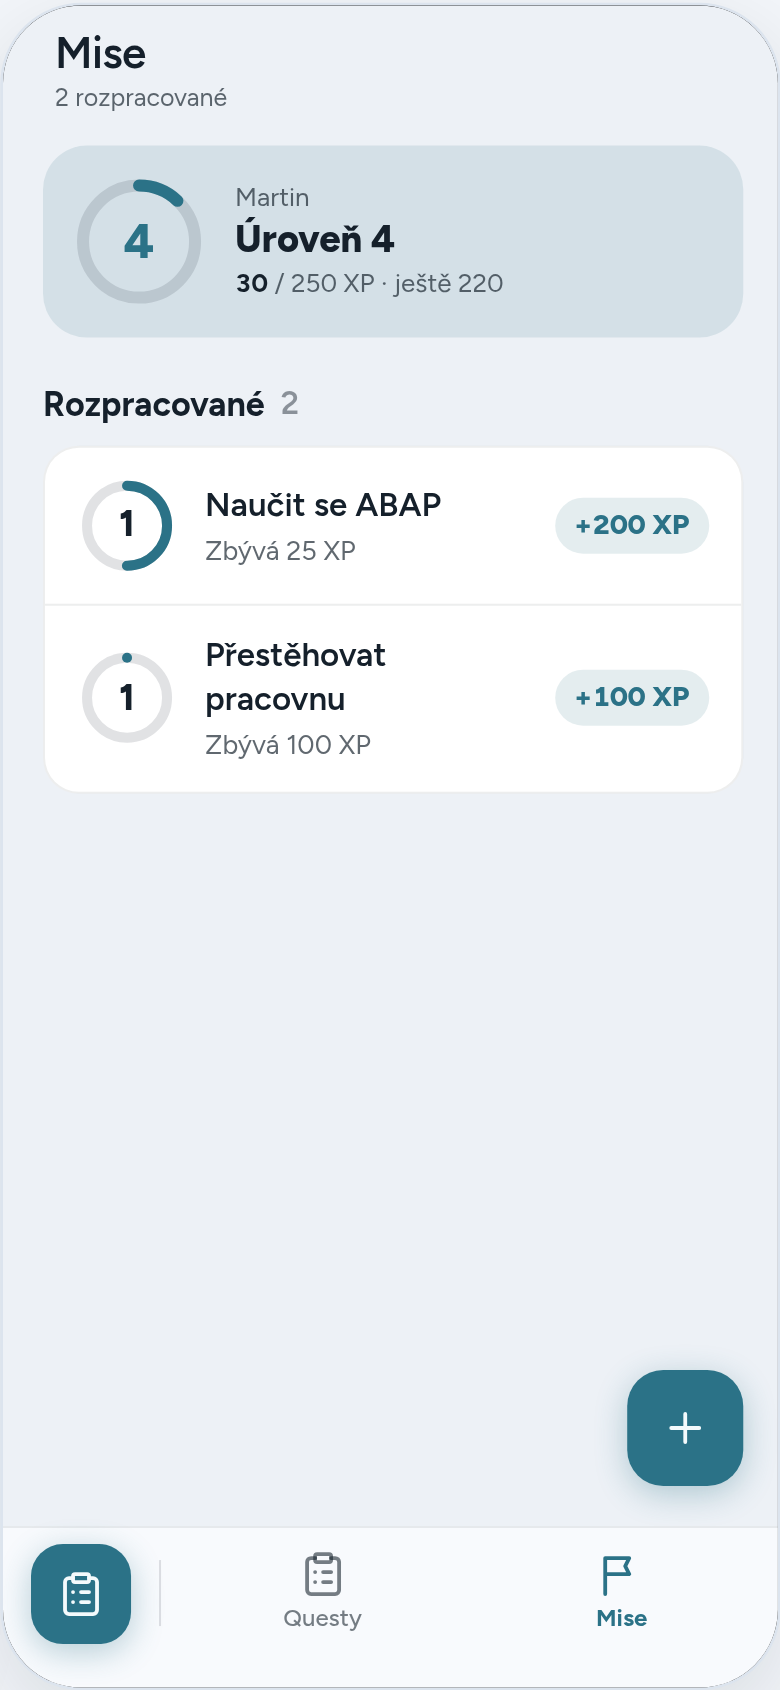 Mise
2 rozpracované
4
Martin
Úroveň 4
30 / 250 XP · ještě 220
Rozpracované 2
1
Naučit se ABAP
Zbývá 25 XP
+200 XP
1
Přestěhovat
pracovnu
Zbývá 100 XP
+100 XP
Questy
Mise